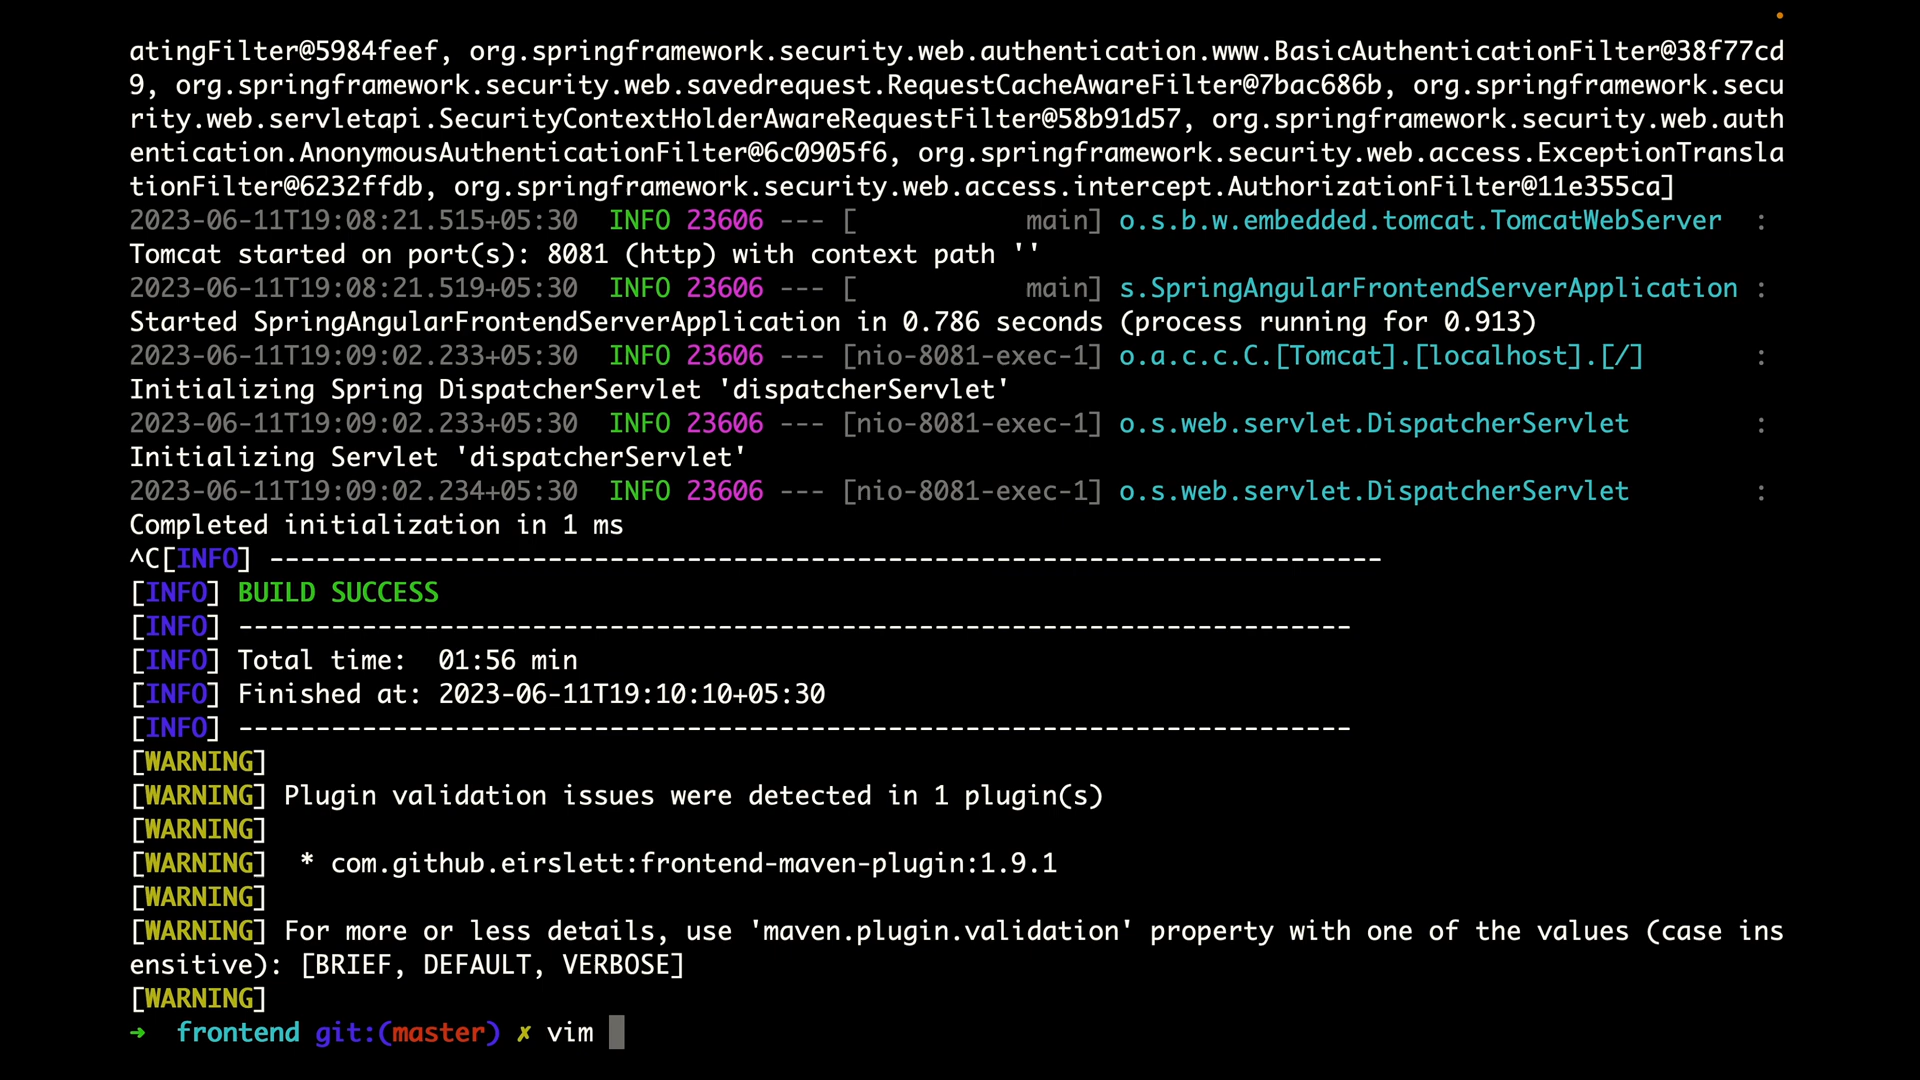 atingFilter@5984feef, org.springframework.security.web.authentication.www.BasicAuthenticationFilter@38f77cd
9, org.springframework.security.web.savedrequest.RequestCacheAwareFilter@7bac686b, org.springframework.secu
rity.web.servletapi.SecurityContextHolderAwareRequestFilter@58b91d57, org.springframework.security.web.auth
entication.AnonymousAuthenticationFilter@6c0905f6, org.springframework.security.web.access.ExceptionTransla
tionFilter@6232ffdb, org.springframework.security.web.access.intercept.AuthorizationFilter@11e355ca]
2023-06-11T19:08:21.515+05:30  INFO 23606 --- [           main] o.s.b.w.embedded.tomcat.TomcatWebServer  :
Tomcat started on port(s): 8081 (http) with context path ''
2023-06-11T19:08:21.519+05:30  INFO 23606 --- [           main] s.SpringAngularFrontendServerApplication :
Started SpringAngularFrontendServerApplication in 0.786 seconds (process running for 0.913)
2023-06-11T19:09:02.233+05:30  INFO 23606 --- [nio-8081-exec-1] o.a.c.c.C.[Tomcat].[localhost].[/]       :
Initializing Spring DispatcherServlet 'dispatcherServlet'
2023-06-11T19:09:02.233+05:30  INFO 23606 --- [nio-8081-exec-1] o.s.web.servlet.DispatcherServlet        :
Initializing Servlet 'dispatcherServlet'
2023-06-11T19:09:02.234+05:30  INFO 23606 --- [nio-8081-exec-1] o.s.web.servlet.DispatcherServlet        :
Completed initialization in 1 ms
^C[INFO] ------------------------------------------------------------------------
[INFO] BUILD SUCCESS
[INFO] ------------------------------------------------------------------------
[INFO] Total time:  01:56 min
[INFO] Finished at: 2023-06-11T19:10:10+05:30
[INFO] ------------------------------------------------------------------------
[WARNING]
[WARNING] Plugin validation issues were detected in 1 plugin(s)
[WARNING]
[WARNING]  * com.github.eirslett:frontend-maven-plugin:1.9.1
[WARNING]
[WARNING] For more or less details, use 'maven.plugin.validation' property with one of the values (case ins
ensitive): [BRIEF, DEFAULT, VERBOSE]
[WARNING]
➜  frontend git:(master) ✗ vim